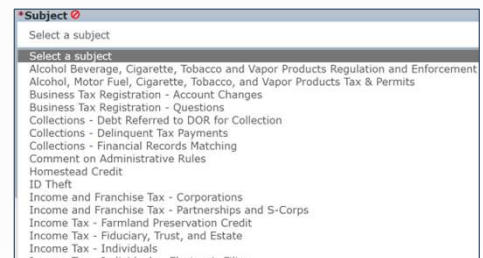 *Subject
Select a subject
Select a subject
Alcohol Beverage, Cigarette, Tobacco and Vapor Products Regulation and Enforcement
Alcohol, Motor Fuel, Cigarette, Tobacco, and Vapor Products Tax & Permits
Business Tax Registration - Account Changes
Business Tax Registration - Questions
Collections - Debt Referred to DOR for Collection
Collections - Delinquent Tax Payments
Collections - Financial Records Matching
Comment on Administrative Rules
Homestead Credit
ID Theft
Income and Franchise Tax - Corporations
Income and Franchise Tax - Partnerships and S-Corps
Income Tax - Farmland Preservation Credit
Income Tax - Fiduciary, Trust, and Estate
Income Tax - Individuals